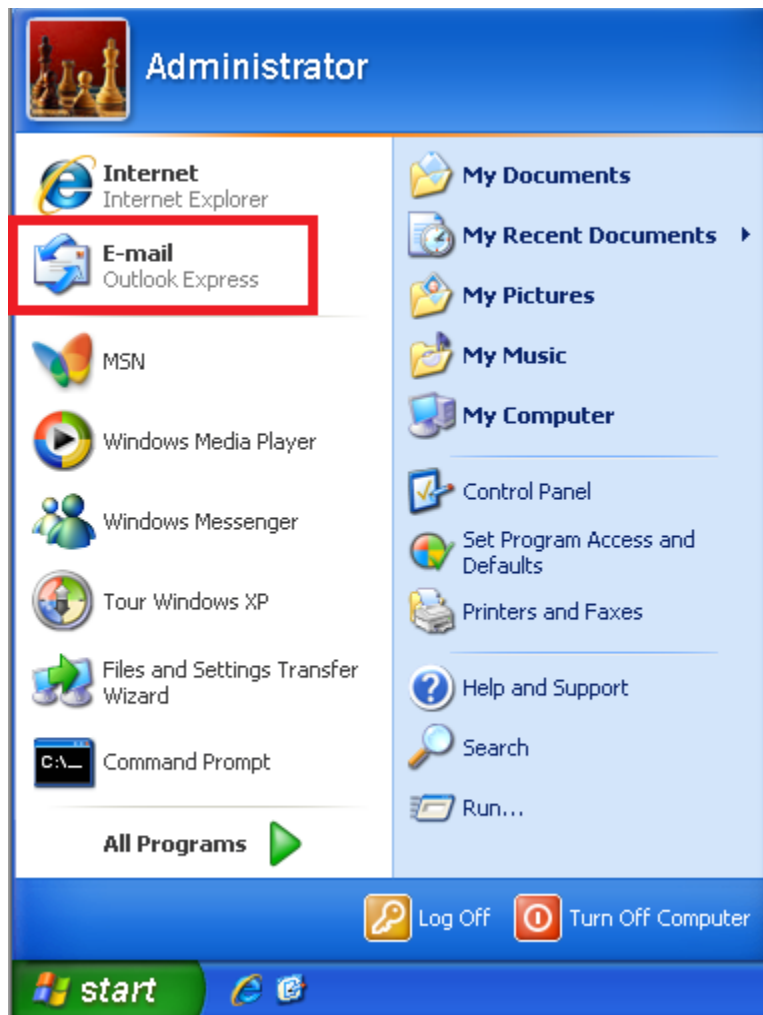 Administrator
Internet
Internet Explorer
E-mail
Outlook Express
MSN
Windows Media Player
Windows Messenger
Tour Windows XP
Files and Settings Transfer
Wizard
C:\_
Command Prompt
All Programs
My Documents
My Recent Documents
My Pictures
My Music
My Computer
Control Panel
Set Program Access and
Defaults
Printers and Faxes
Help and Support
Search
Run...
Log Off
Turn Off Computer
start